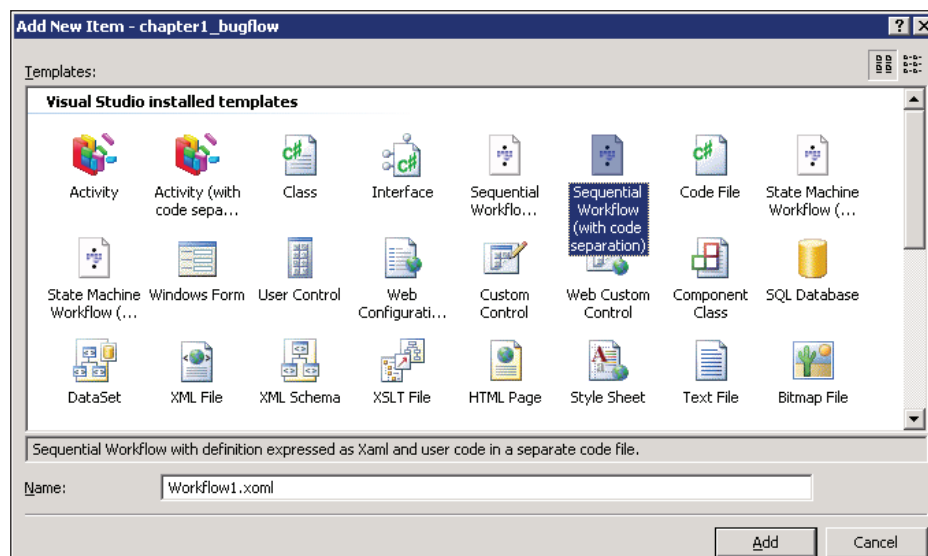 Add New Item - chapter1_bugflow
Templates:
Visual Studio installed templates
Activity
Activity (with
code sepa...
Class
Interface
Sequential
Workflo...
Sequential
Workflow
(with code
separation)
Code File
State Machine
Workflow (...
State Machine
Workflow (...
Windows Form
User Control
Web
Configurati...
Custom
Control
Web Custom
Control
Component
Class
SQL Database
DataSet
XML File
XML Schema
XSLT File
HTML Page
Style Sheet
Text File
Bitmap File
Sequential Workflow with definition expressed as Xaml and user code in a separate code file.
Name:
Workflow1.xoml
Add
Cancel